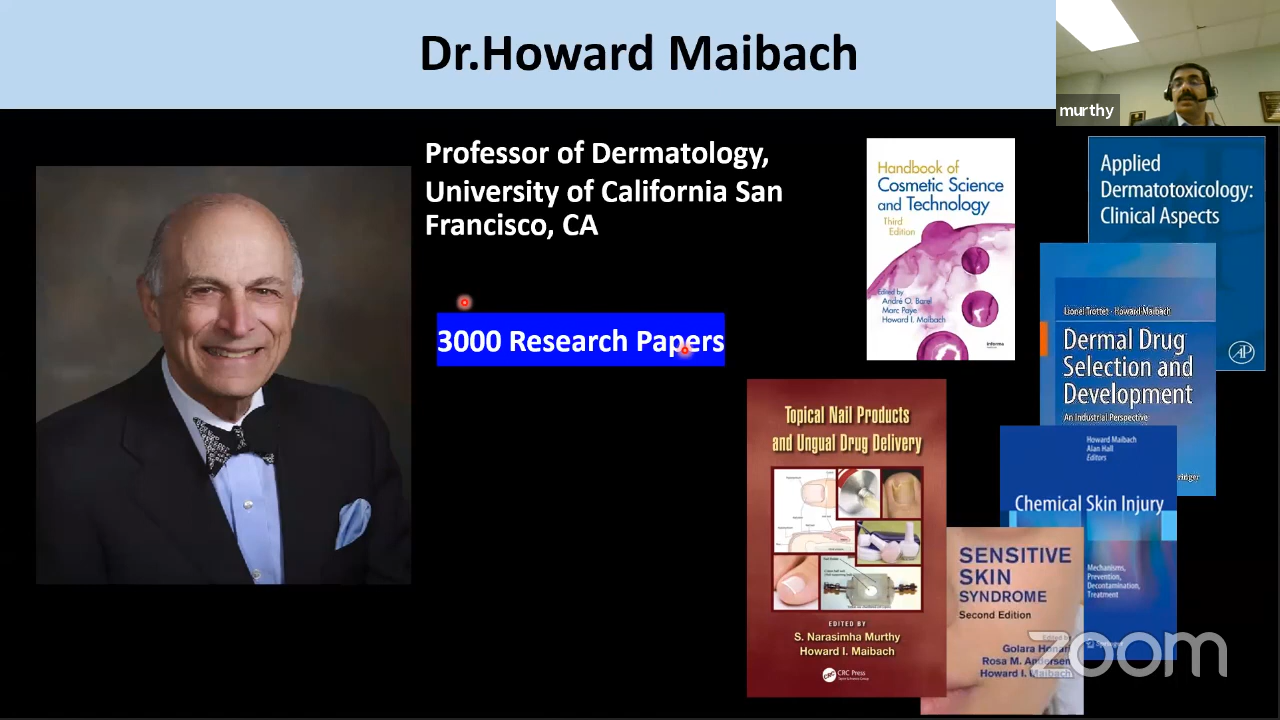 Dr.Howard Maibach
murthy
Professor of Dermatology,
University of California San
Francisco, CA
3000 Research Papers
Handbook of
Cosmetic Science
and Technology
Third
Edition
Edited by
André O. Barel
Marc Paye
Howard I. Maibach
informa
Applied
Dermatotoxicology:
Clinical Aspects
AP
Lionel Trottet · Howard Maibach
Dermal Drug
Selection and
Development
An Industrial Perspective
Topical Nail Products
and Ungual Drug Delivery
EDITED BY
S. Narasimha Murthy
Howard I. Maibach
CRC Press
Howard Maibach
Alan Hall
Editors
Chemical Skin Injury
Mechanisms,
Prevention,
Decontamination,
Treatment
SENSITIVE
SKIN
SYNDROME
Second Edition
Edited by
Golara Honari
Rosa M. Andersen
Howard I. Maibach
zoom